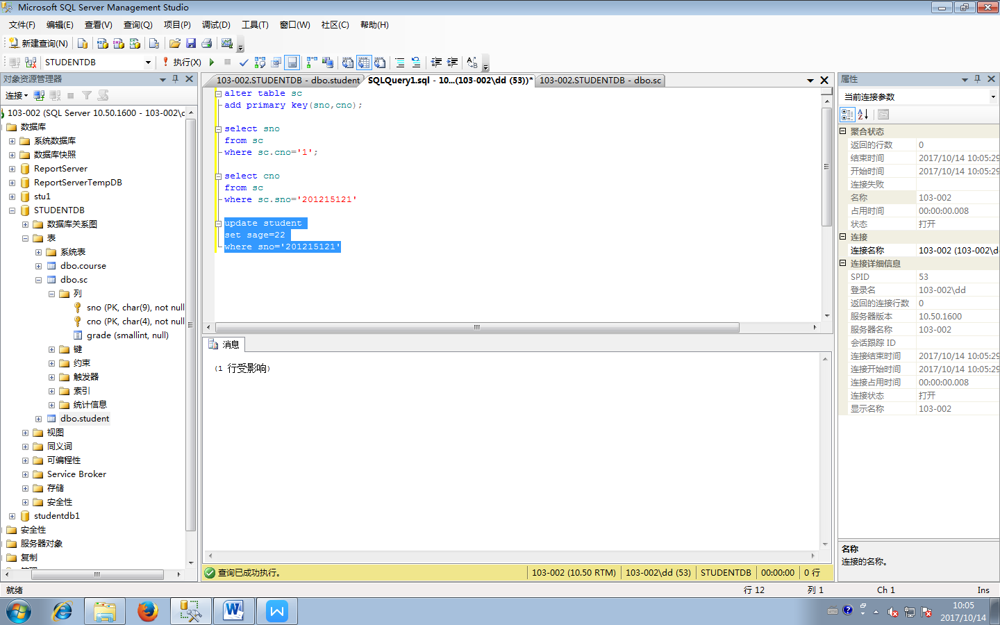 Microsoft SQL Server Management Studio
文件(F) 编辑(E) 查看(V) 查询(Q) 项目(P) 调试(D) 工具(T) 窗口(W) 社区(C) 帮助(H)
新建查询(N)
STUDENTDB 执行(X)
对象资源管理器
连接
103-002 (SQL Server 10.50.1600 - 103-002\
数据库
系统数据库
数据库快照
ReportServer
ReportServerTempDB
stu1
STUDENTDB
数据库关系图
表
系统表
dbo.course
dbo.sc
列
sno (PK, char(9), not null
cno (PK, char(4), not null
grade (smallint, null)
键
约束
触发器
索引
统计信息
dbo.student
视图
同义词
可编程性
Service Broker
存储
安全性
studentdb1
安全性
服务器对象
复制
103-002.STUDENTDB - dbo.student SQLQuery1.sql - 10...(103-002\dd (53))* 103-002.STUDENTDB - dbo.sc
alter table sc
add primary key(sno,cno);
select sno
from sc
where sc.cno='1';
select cno
from sc
where sc.sno='201215121'
update student
set sage=22
where sno='201215121'
消息
(1 行受影响)
查询已成功执行。 103-002 (10.50 RTM) 103-002\dd (53) STUDENTDB 00:00:00 0 行
属性
当前连接参数
聚合状态
返回的行数 0
结束时间 2017/10/14 10:05:29
开始时间 2017/10/14 10:05:29
连接失败
名称 103-002
占用时间 00:00:00.008
状态 打开
连接
连接名称 103-002 (103-002\d
连接详细信息
SPID 53
登录名 103-002\dd
返回的连接行数 0
服务器版本 10.50.1600
服务器名称 103-002
会话跟踪 ID
连接结束时间 2017/10/14 10:05:29
连接开始时间 2017/10/14 10:05:29
连接占用时间 00:00:00.008
连接状态 打开
显示名称 103-002
名称
连接的名称。
就绪 行 12 列 1 Ch 1 Ins
10:05
2017/10/14